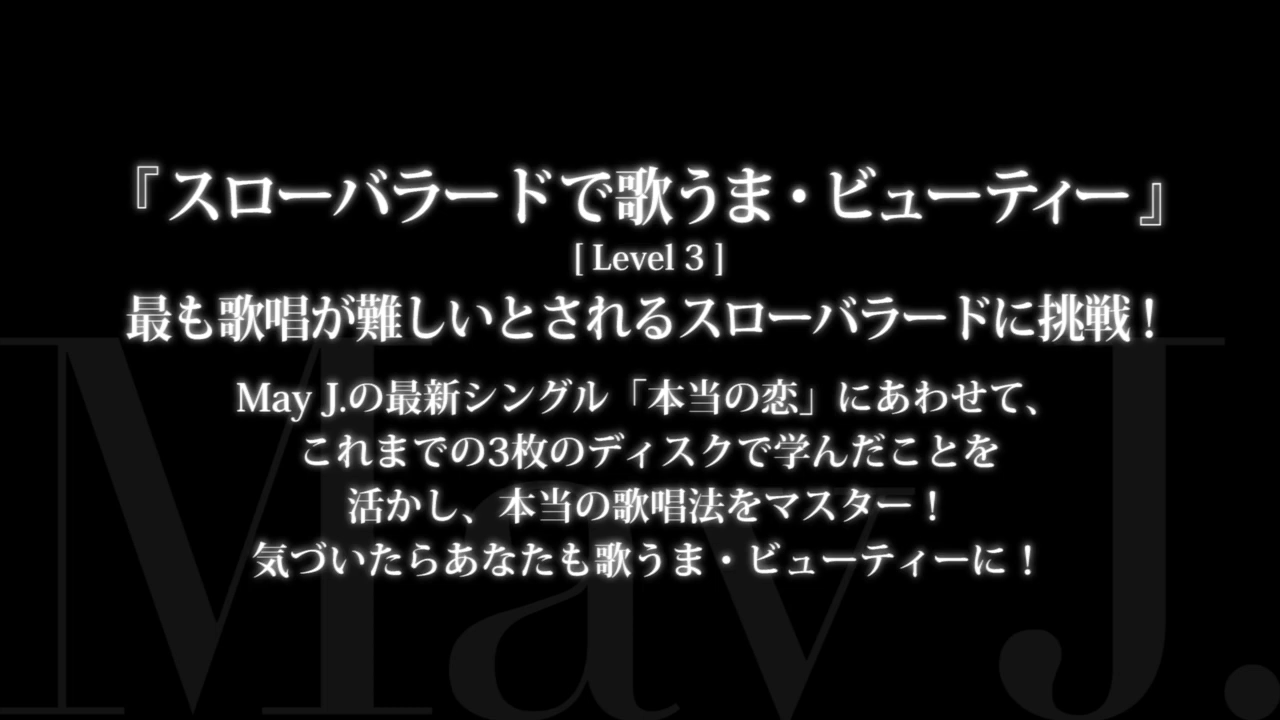 『スローバラードで歌うま・ビューティー』
[ Level 3 ]
最も歌唱が難しいとされるスローバラードに挑戦！
May J.の最新シングル「本当の恋」にあわせて、
これまでの3枚のディスクで学んだことを
活かし、本当の歌唱法をマスター！
気づいたらあなたも歌うま・ビューティーに！
May J.